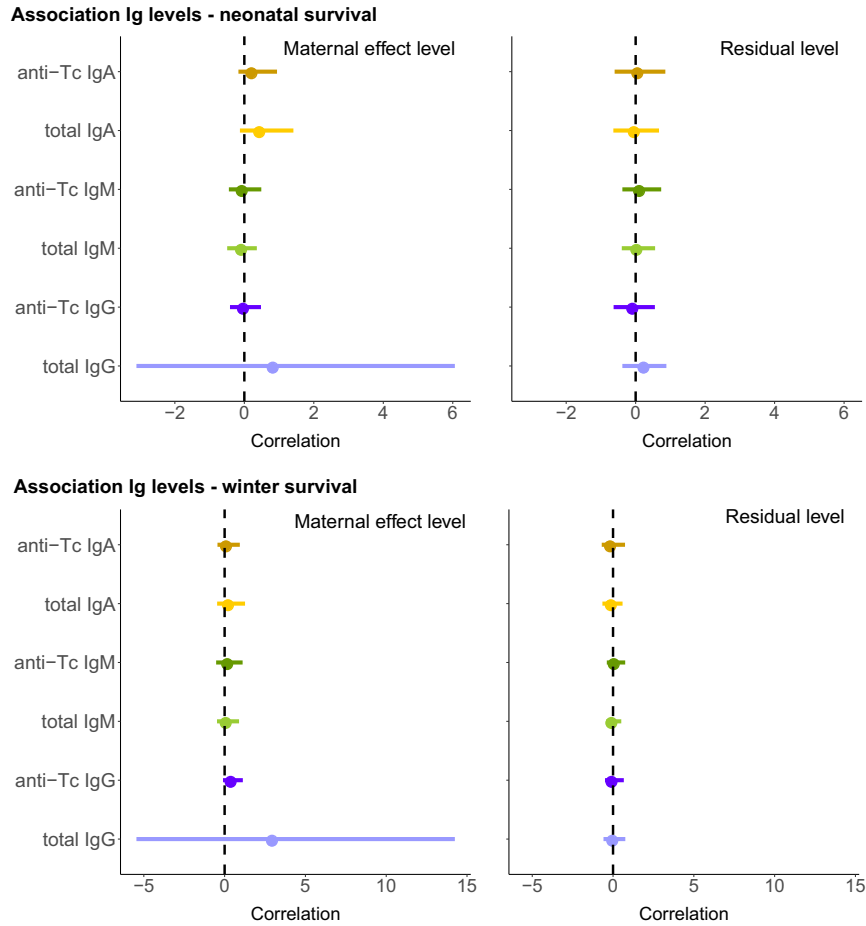 Association Ig levels - neonatal survival
Maternal effect level
Residual level
anti−Tc IgA
total IgA
anti−Tc IgM
total IgM
anti−Tc IgG
total IgG
−2 0 2 4 6
−2 0 2 4 6
Correlation
Correlation
Association Ig levels - winter survival
Maternal effect level
Residual level
anti−Tc IgA
total IgA
anti−Tc IgM
total IgM
anti−Tc IgG
total IgG
−5 0 5 10 15
−5 0 5 10 15
Correlation
Correlation